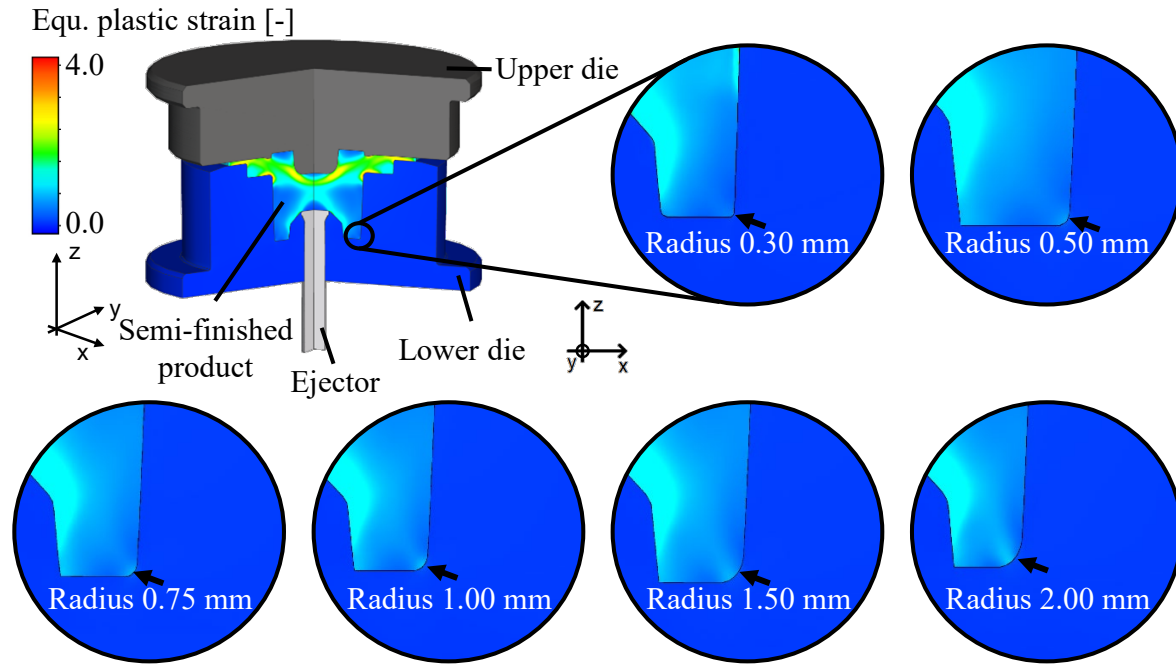 Equ. plastic strain [-]
4.0
0.0
Upper die
z
y
x
Semi-finished
product
Ejector
Lower die
z
y
x
Radius 0.30 mm
Radius 0.50 mm
Radius 0.75 mm
Radius 1.00 mm
Radius 1.50 mm
Radius 2.00 mm